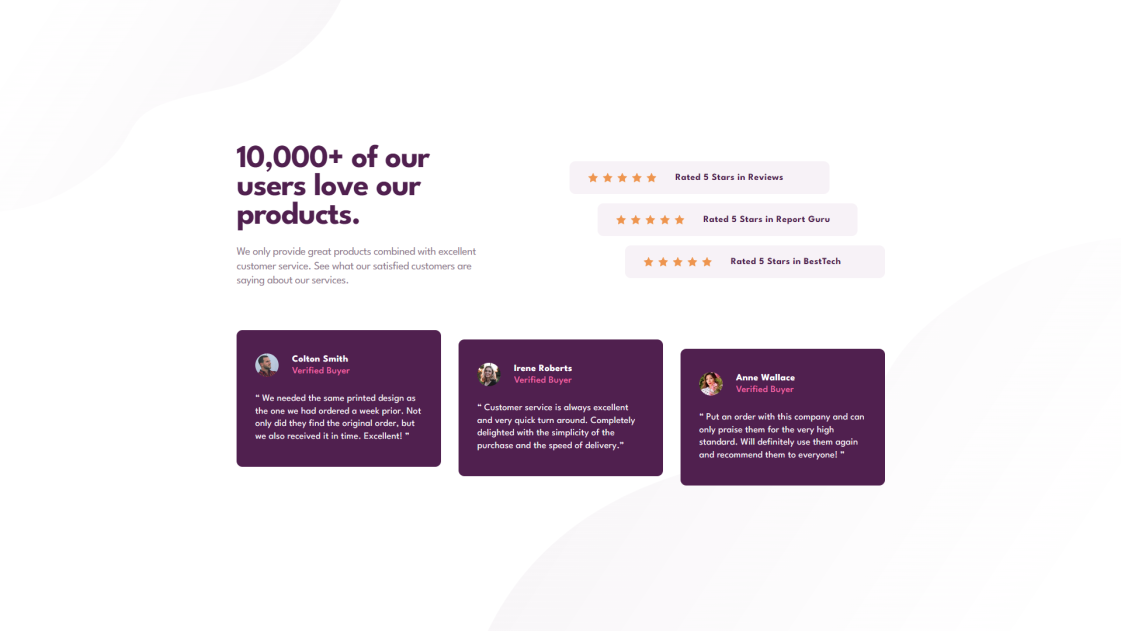 10,000+ of our
users love our
products.
We only provide great products combined with excellent
customer service. See what our satisfied customers are
saying about our services.
Rated 5 Stars in Reviews
Rated 5 Stars in Report Guru
Rated 5 Stars in BestTech
Colton Smith
Verified Buyer
“ We needed the same printed design as
the one we had ordered a week prior. Not
only did they find the original order, but
we also received it in time. Excellent! ”
Irene Roberts
Verified Buyer
“ Customer service is always excellent
and very quick turn around. Completely
delighted with the simplicity of the
purchase and the speed of delivery.”
Anne Wallace
Verified Buyer
“ Put an order with this company and can
only praise them for the very high
standard. Will definitely use them again
and recommend them to everyone! ”